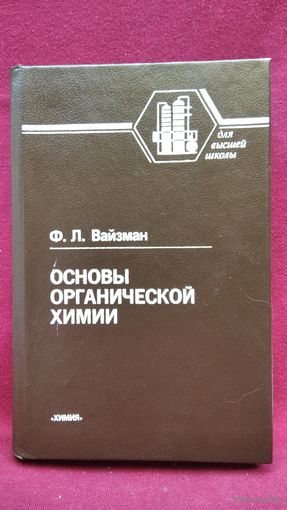 для
высшей
школы
Ф. Л. Вайзман
ОСНОВЫ
ОРГАНИЧЕСКОЙ
ХИМИИ
«ХИМИЯ»